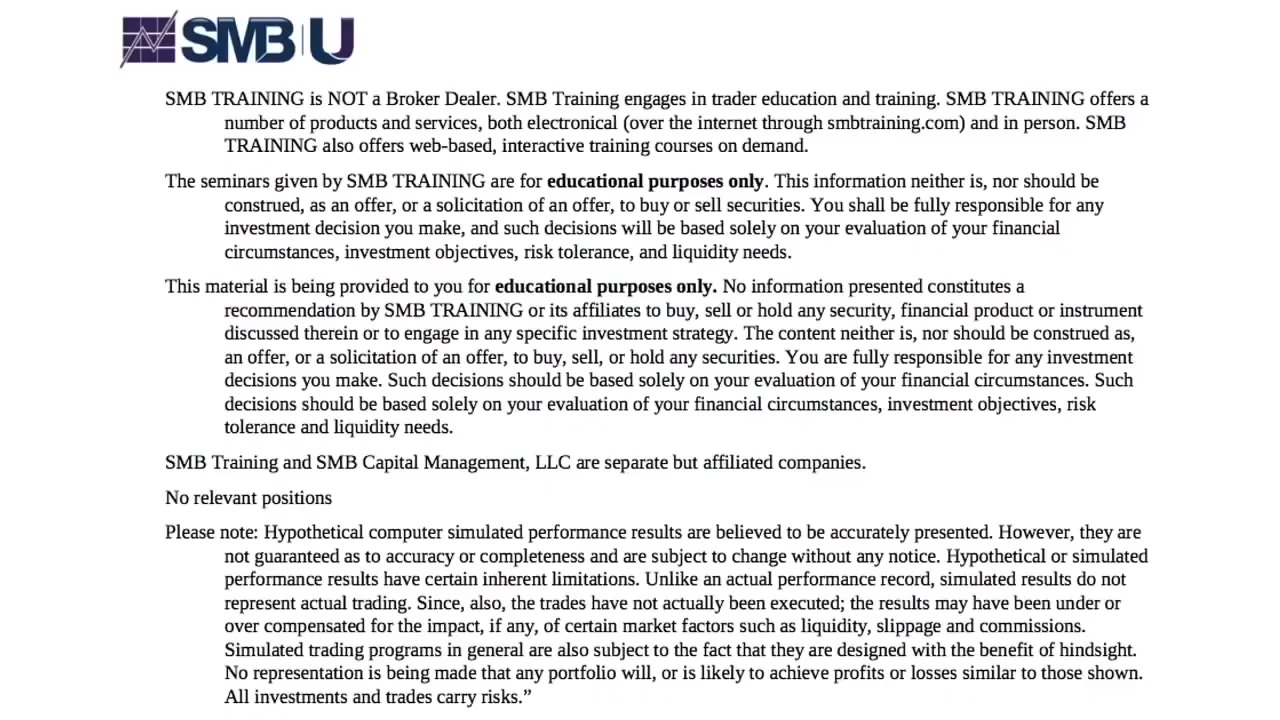 SMB U
SMB TRAINING is NOT a Broker Dealer. SMB Training engages in trader education and training. SMB TRAINING offers a
number of products and services, both electronical (over the internet through smbtraining.com) and in person. SMB
TRAINING also offers web-based, interactive training courses on demand.
The seminars given by SMB TRAINING are for educational purposes only. This information neither is, nor should be
construed, as an offer, or a solicitation of an offer, to buy or sell securities. You shall be fully responsible for any
investment decision you make, and such decisions will be based solely on your evaluation of your financial
circumstances, investment objectives, risk tolerance, and liquidity needs.
This material is being provided to you for educational purposes only. No information presented constitutes a
recommendation by SMB TRAINING or its affiliates to buy, sell or hold any security, financial product or instrument
discussed therein or to engage in any specific investment strategy. The content neither is, nor should be construed as,
an offer, or a solicitation of an offer, to buy, sell, or hold any securities. You are fully responsible for any investment
decisions you make. Such decisions should be based solely on your evaluation of your financial circumstances. Such
decisions should be based solely on your evaluation of your financial circumstances, investment objectives, risk
tolerance and liquidity needs.
SMB Training and SMB Capital Management, LLC are separate but affiliated companies.
No relevant positions
Please note: Hypothetical computer simulated performance results are believed to be accurately presented. However, they are
not guaranteed as to accuracy or completeness and are subject to change without any notice. Hypothetical or simulated
performance results have certain inherent limitations. Unlike an actual performance record, simulated results do not
represent actual trading. Since, also, the trades have not actually been executed; the results may have been under or
over compensated for the impact, if any, of certain market factors such as liquidity, slippage and commissions.
Simulated trading programs in general are also subject to the fact that they are designed with the benefit of hindsight.
No representation is being made that any portfolio will, or is likely to achieve profits or losses similar to those shown.
All investments and trades carry risks.”